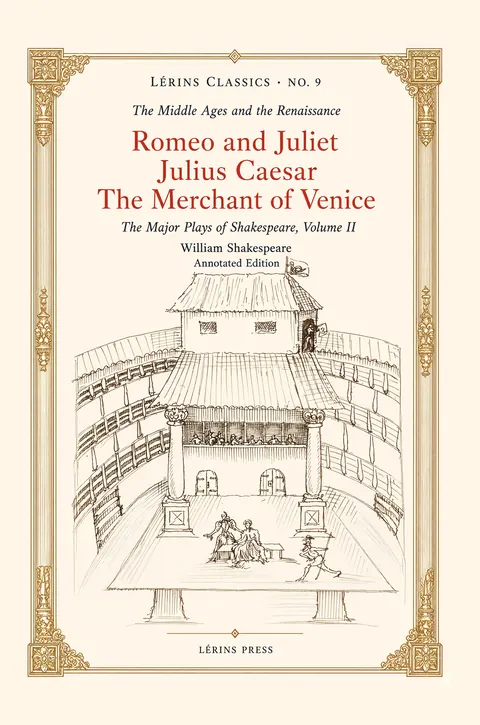 LÉRINS CLASSICS · NO. 9
The Middle Ages and the Renaissance
Romeo and Juliet
Julius Caesar
The Merchant of Venice
The Major Plays of Shakespeare, Volume II
William Shakespeare
Annotated Edition
LÉRINS PRESS